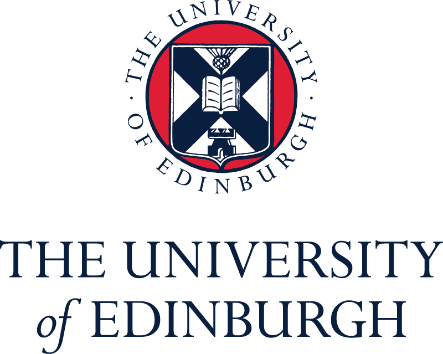 · THE UNIVERSITY ·
OF EDINBURGH
THE UNIVERSITY
of EDINBURGH